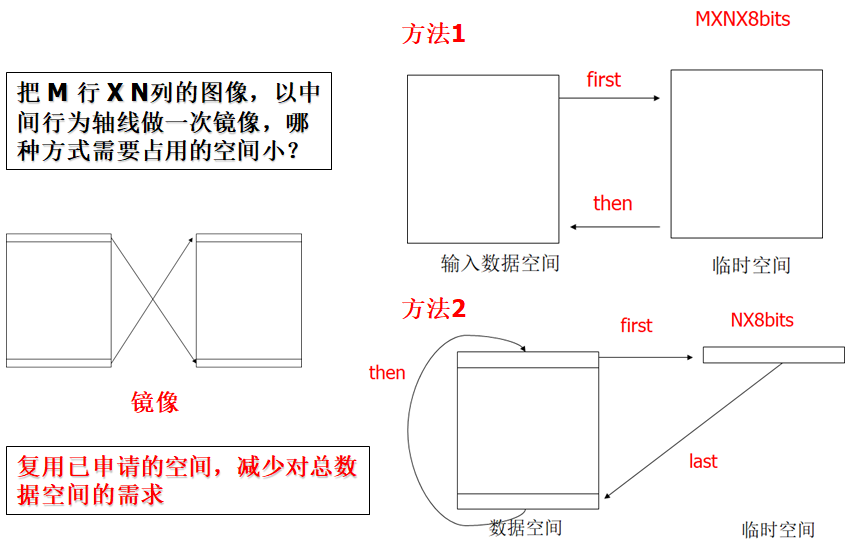 把 M 行 X N列的图像，以中
间行为轴线做一次镜像，哪
种方式需要占用的空间小？
镜像
复用已申请的空间，减少对总数
据空间的需求
方法1
MXNX8bits
first
then
输入数据空间
临时空间
方法2
first
NX8bits
then
last
数据空间
临时空间